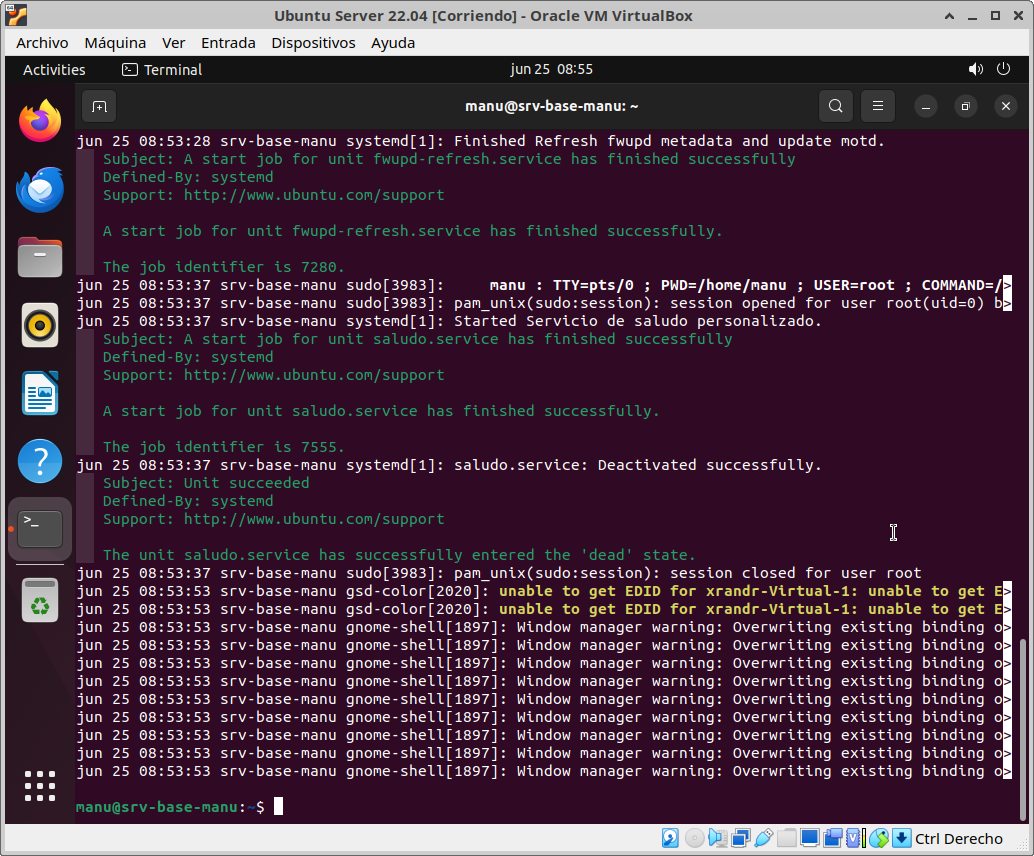 Ubuntu Server 22.04 [Corriendo] - Oracle VM VirtualBox
Archivo Máquina Ver Entrada Dispositivos Ayuda
Activities Terminal jun 25 08:55
manu@srv-base-manu: ~
jun 25 08:53:28 srv-base-manu systemd[1]: Finished Refresh fwupd metadata and update motd.
Subject: A start job for unit fwupd-refresh.service has finished successfully
Defined-By: systemd
Support: http://www.ubuntu.com/support
A start job for unit fwupd-refresh.service has finished successfully.
The job identifier is 7280.
jun 25 08:53:37 srv-base-manu sudo[3983]:     manu : TTY=pts/0 ; PWD=/home/manu ; USER=root ; COMMAND=/>
jun 25 08:53:37 srv-base-manu sudo[3983]: pam_unix(sudo:session): session opened for user root(uid=0) b>
jun 25 08:53:37 srv-base-manu systemd[1]: Started Servicio de saludo personalizado.
Subject: A start job for unit saludo.service has finished successfully
Defined-By: systemd
Support: http://www.ubuntu.com/support
A start job for unit saludo.service has finished successfully.
The job identifier is 7555.
jun 25 08:53:37 srv-base-manu systemd[1]: saludo.service: Deactivated successfully.
Subject: Unit succeeded
Defined-By: systemd
Support: http://www.ubuntu.com/support
The unit saludo.service has successfully entered the 'dead' state.
jun 25 08:53:37 srv-base-manu sudo[3983]: pam_unix(sudo:session): session closed for user root
jun 25 08:53:53 srv-base-manu gsd-color[2020]: unable to get EDID for xrandr-Virtual-1: unable to get E>
jun 25 08:53:53 srv-base-manu gsd-color[2020]: unable to get EDID for xrandr-Virtual-1: unable to get E>
jun 25 08:53:53 srv-base-manu gnome-shell[1897]: Window manager warning: Overwriting existing binding o>
jun 25 08:53:53 srv-base-manu gnome-shell[1897]: Window manager warning: Overwriting existing binding o>
jun 25 08:53:53 srv-base-manu gnome-shell[1897]: Window manager warning: Overwriting existing binding o>
jun 25 08:53:53 srv-base-manu gnome-shell[1897]: Window manager warning: Overwriting existing binding o>
jun 25 08:53:53 srv-base-manu gnome-shell[1897]: Window manager warning: Overwriting existing binding o>
jun 25 08:53:53 srv-base-manu gnome-shell[1897]: Window manager warning: Overwriting existing binding o>
jun 25 08:53:53 srv-base-manu gnome-shell[1897]: Window manager warning: Overwriting existing binding o>
jun 25 08:53:53 srv-base-manu gnome-shell[1897]: Window manager warning: Overwriting existing binding o>
jun 25 08:53:53 srv-base-manu gnome-shell[1897]: Window manager warning: Overwriting existing binding o>
manu@srv-base-manu:~$
Ctrl Derecho